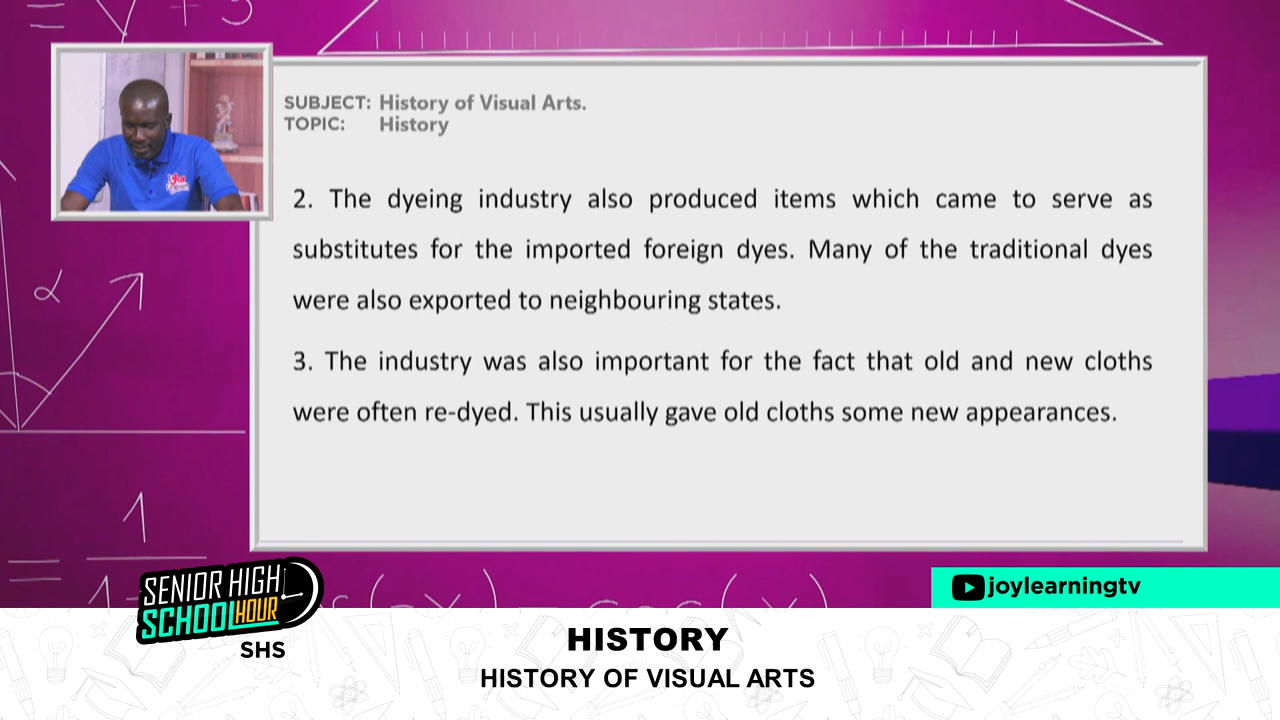 SUBJECT: History of Visual Arts.
TOPIC: History
2. The dyeing industry also produced items which came to serve as
substitutes for the imported foreign dyes. Many of the traditional dyes
were also exported to neighbouring states.
3. The industry was also important for the fact that old and new cloths
were often re-dyed. This usually gave old cloths some new appearances.
α
1
SENIOR HIGH
SCHOOL HOUR
SHS
joylearningtv
HISTORY
HISTORY OF VISUAL ARTS